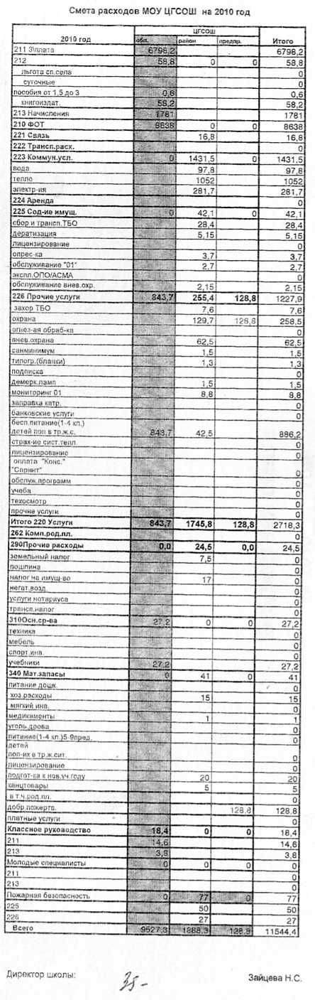 Смета расходов МОУ ЦГСОШ на 2010 год
ЦГСОШ
2010 год обл. район предпр. Итого
211 З\плата 6798,2 6798,2
212 58,8 0 0 58,8
льгота сп.села 0
суточные 0
пособия от 1,5 до 3 0,6 0,6
книгоиздат. 58,2 58,2
213 Начисления 1781 1781
210 ФОТ 8638 0 0 8638
221 Связь 16,8 16,8
222 Трансп.расх. 0
223 Коммун.усл. 0 1431,5 0 1431,5
вода 97,8 97,8
тепло 1052 1052
электр-ия 281,7 281,7
224 Аренда 0
225 Сод-ие имущ. 0 42,1 0 42,1
сбор и трансп.ТБО 28,4 28,4
дератизация 5,15 5,15
лицензирование 0
опрес-ка 3,7 3,7
обслуживание "01" 2,7 2,7
экспл.ОПО/АСМА 0
обслуживание внев.охр. 2,15 2,15
226 Прочие услуги 843,7 255,4 128,8 1227,9
захор ТБО 7,6 7,6
охрана 129,7 128,8 258,5
огнез-ая обраб-ка 0
внев.охрана 62,5 62,5
санминимум 1,5 1,5
типогр.(бланки) 1,3 1,3
подписка 0
демерк.ламп 1,5 1,5
мониторинг 01 8,8 8,8
заправка катр. 0
банковские услуги 0
бесп.питание(1-4 кл.)
детей поп в тр.ж.с. 843,7 42,5 886,2
страх-ие сист.тепл. 0
лицензирование 0
оплата "Конс."
"Спринт" 0
обслуж.программ 0
учеба 0
техосмотр 0
прочие услуги 0
Итого 220 Услуги 843,7 1745,8 128,8 2718,3
262 Комп.род.пл. 0
290Прочие расходы 0,0 24,5 0,0 24,5
земельный налог 7,5 0
пошлина 0
налог на имущ-во 17 0
негат.возд. 0
услуги нотариуса 0
трансп.налог 0
310Осн.ср-ва 27,2 0 0 27,2
техника 0
мебель 0
спорт.инв. 0
учебники 27,2 27,2
340 Мат.запасы 0 41 0 41
питание дошк. 0
хоз.расходы 15 15
мягкий инв. 0
медикаменты 1 1
уголь,дрова 0
питание(1-4 кл.)5-9пред. 0
детей
поп-их в тр.ж.сит. 0
лицензирование 0
подгот-ка к нов.уч.году 20 20
канцтовары 5 5
в т.ч.род.пл. 0
добр.пожертв. 128,8 128,8
платные услуги 0
Классное руководство 18,4 0 0 18,4
211 14,6 14,6
213 3,8 3,8
Молодые специалисты 0 0 0 0
211 0
213 0
Пожарная безопасность 0 77 0 77
225 50 50
226 27 27
Всего 9527,3 1888,3 128,8 11544,4
Директор школы: Зайцева Н.С.